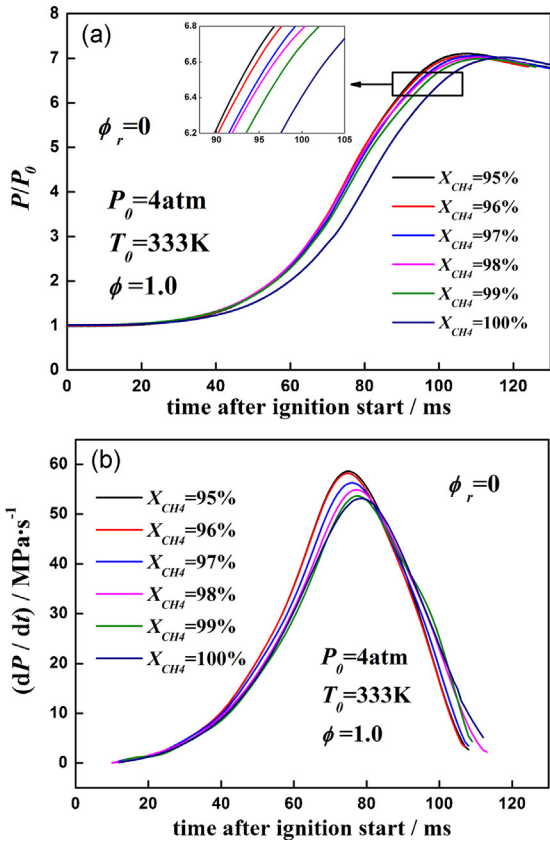 (a)
6.8
6.6
6.4
6.2
90 95 100 105
8
7
6
5
4
3
2
1
0
P/P0
ϕr=0
P0=4atm
T0=333K
ϕ=1.0
XCH4=95%
XCH4=96%
XCH4=97%
XCH4=98%
XCH4=99%
XCH4=100%
0 20 40 60 80 100 120
time after ignition start / ms
(b)
60
50
40
30
20
10
0
(dP / dt) / MPa·s-1
ϕr=0
XCH4=95%
XCH4=96%
XCH4=97%
XCH4=98%
XCH4=99%
XCH4=100%
P0=4atm
T0=333K
ϕ=1.0
0 20 40 60 80 100 120
time after ignition start / ms